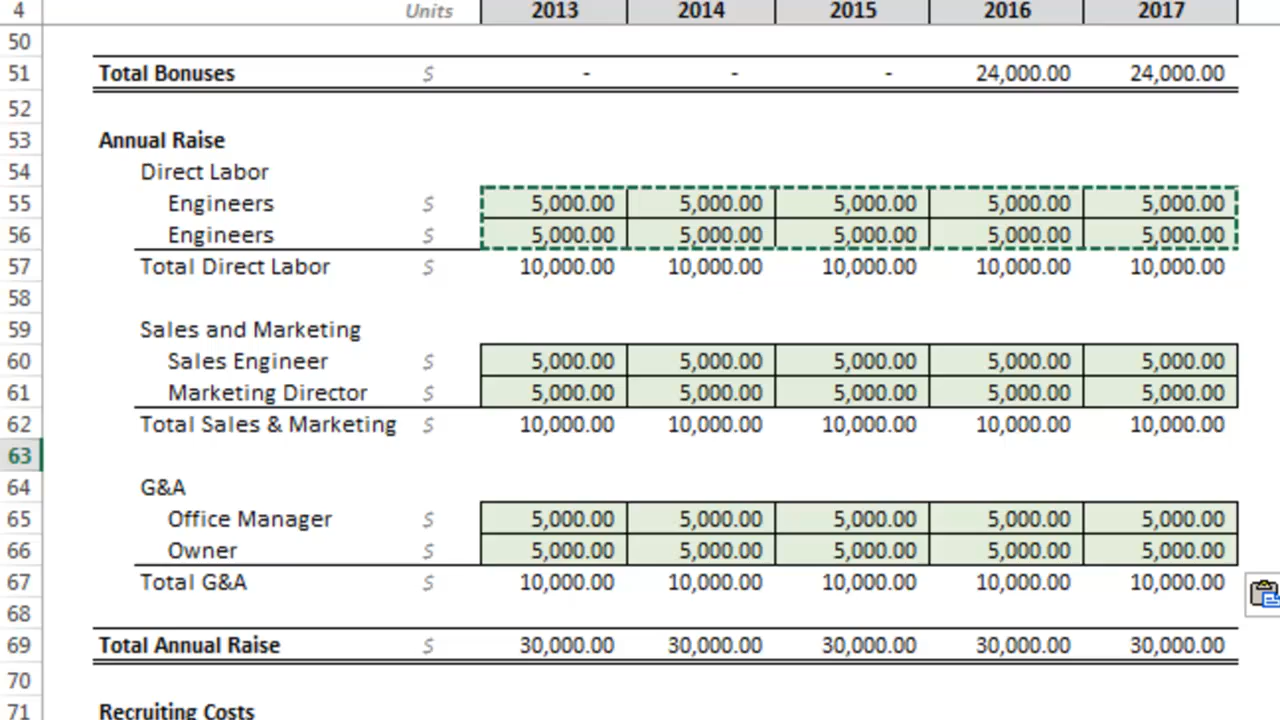 4 Units 2013 2014 2015 2016 2017
50
51 Total Bonuses $ - - - 24,000.00 24,000.00
52
53 Annual Raise
54 Direct Labor
55 Engineers $ 5,000.00 5,000.00 5,000.00 5,000.00 5,000.00
56 Engineers $ 5,000.00 5,000.00 5,000.00 5,000.00 5,000.00
57 Total Direct Labor $ 10,000.00 10,000.00 10,000.00 10,000.00 10,000.00
58
59 Sales and Marketing
60 Sales Engineer $ 5,000.00 5,000.00 5,000.00 5,000.00 5,000.00
61 Marketing Director $ 5,000.00 5,000.00 5,000.00 5,000.00 5,000.00
62 Total Sales & Marketing $ 10,000.00 10,000.00 10,000.00 10,000.00 10,000.00
63
64 G&A
65 Office Manager $ 5,000.00 5,000.00 5,000.00 5,000.00 5,000.00
66 Owner $ 5,000.00 5,000.00 5,000.00 5,000.00 5,000.00
67 Total G&A $ 10,000.00 10,000.00 10,000.00 10,000.00 10,000.00
68
69 Total Annual Raise $ 30,000.00 30,000.00 30,000.00 30,000.00 30,000.00
70
71 Recruiting Costs